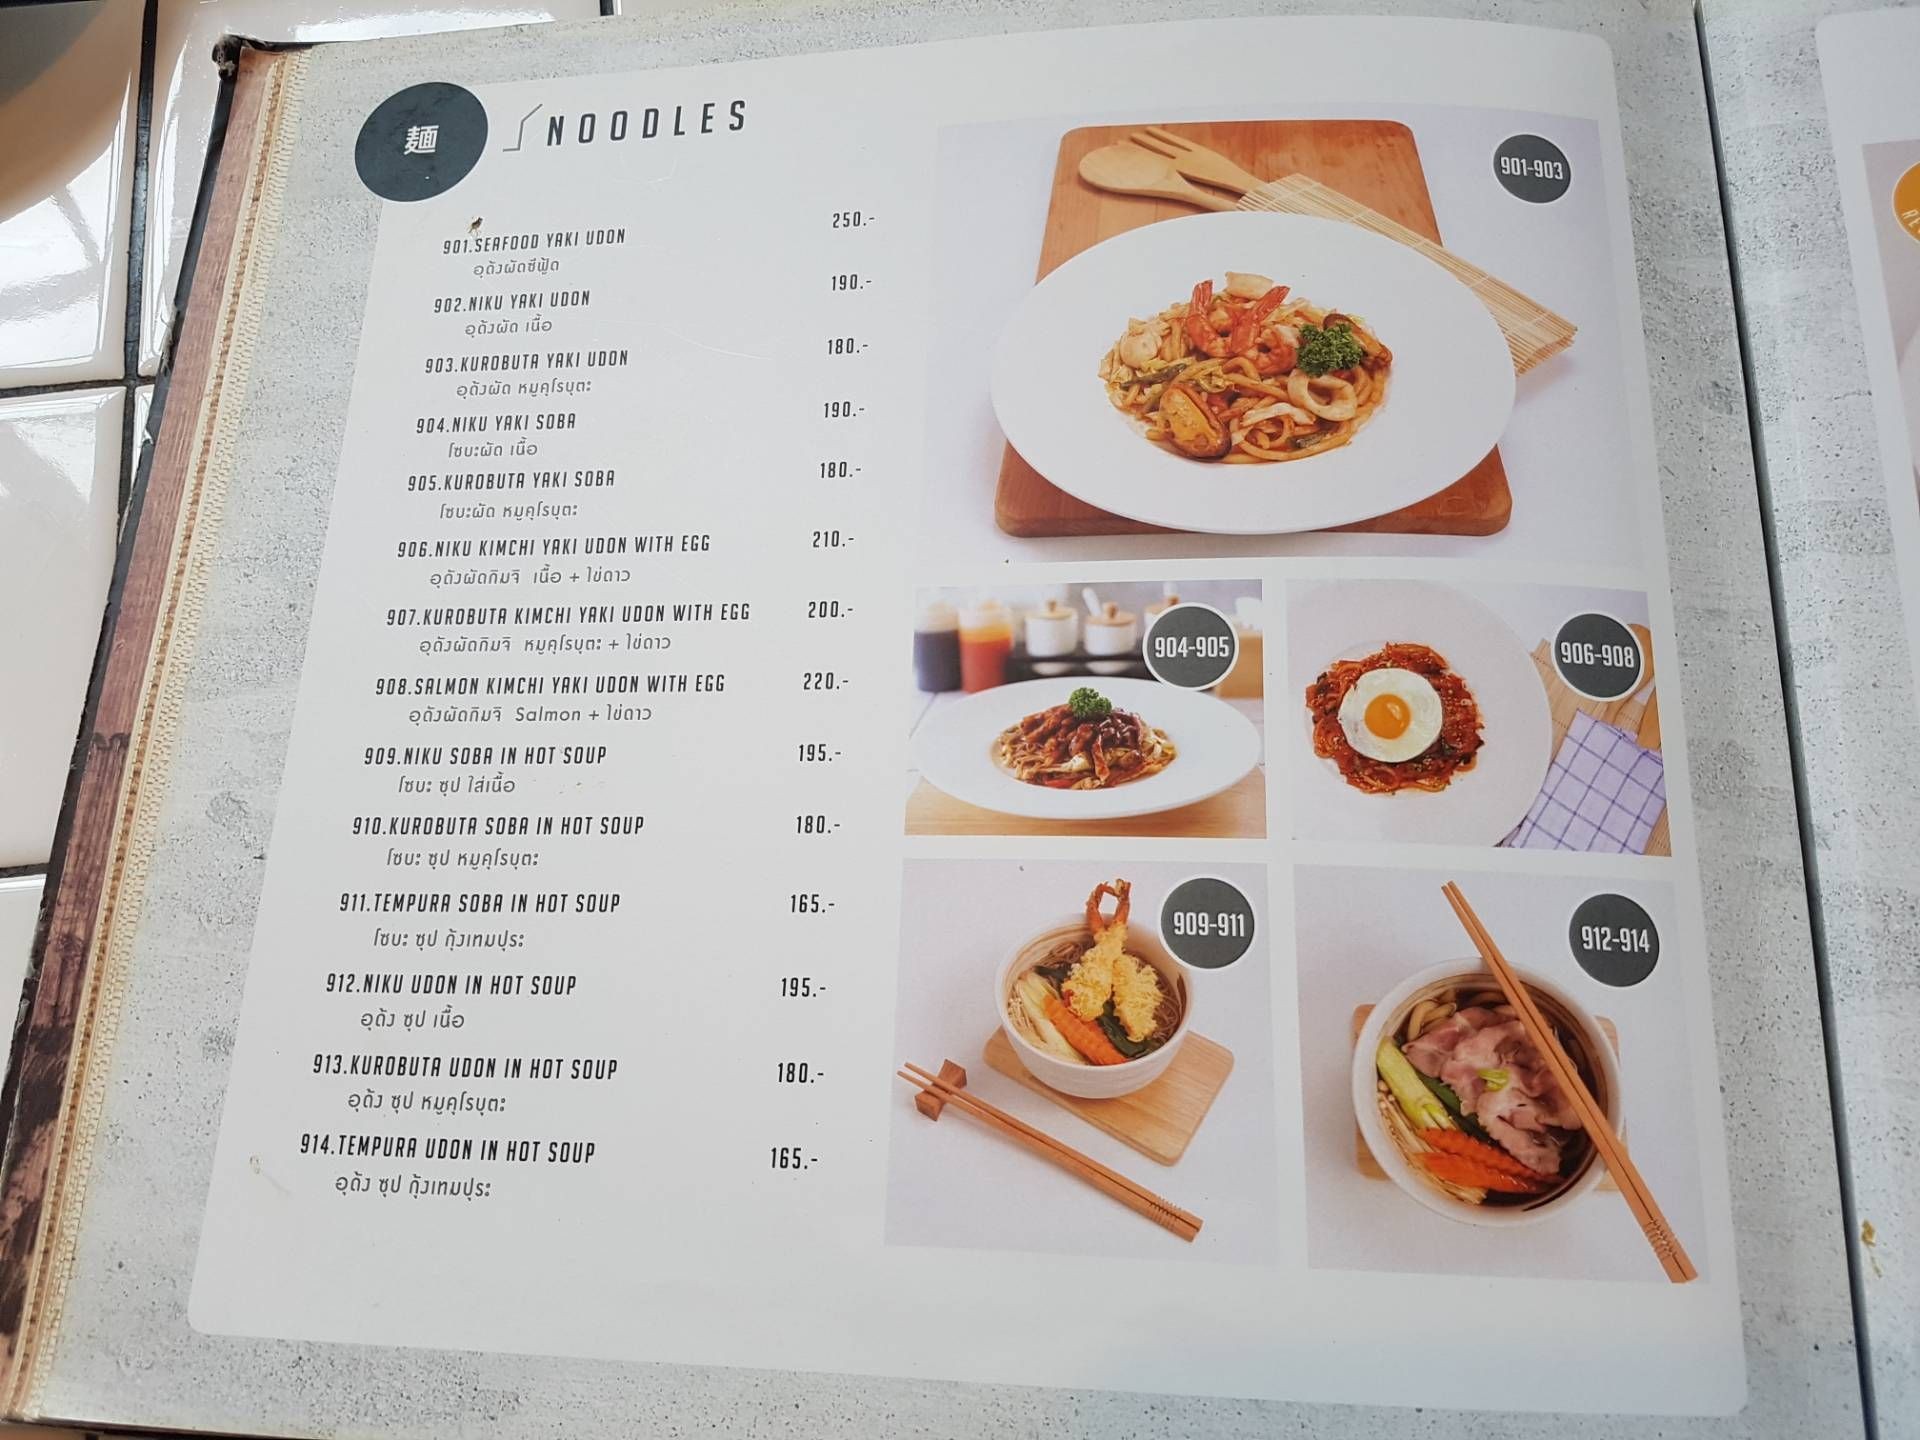 麺
NOODLES
901.SEAFOOD YAKI UDON 250.-
อุด้งผัดซีฟู้ด
902.NIKU YAKI UDON 190.-
อุด้งผัด เนื้อ
903.KUROBUTA YAKI UDON 180.-
อุด้งผัด หมูคุโรบุตะ
904.NIKU YAKI SOBA 190.-
โซบะผัด เนื้อ
905.KUROBUTA YAKI SOBA 180.-
โซบะผัด หมูคุโรบุตะ
906.NIKU KIMCHI YAKI UDON WITH EGG 210.-
อุด้งผัดกิมจิ เนื้อ + ไข่ดาว
907.KUROBUTA KIMCHI YAKI UDON WITH EGG 200.-
อุด้งผัดกิมจิ หมูคุโรบุตะ + ไข่ดาว
908.SALMON KIMCHI YAKI UDON WITH EGG 220.-
อุด้งผัดกิมจิ Salmon + ไข่ดาว
909.NIKU SOBA IN HOT SOUP 195.-
โซบะ ซุป ใส่เนื้อ
910.KUROBUTA SOBA IN HOT SOUP 180.-
โซบะ ซุป หมูคุโรบุตะ
911.TEMPURA SOBA IN HOT SOUP 165.-
โซบะ ซุป กุ้งเทมปุระ
912.NIKU UDON IN HOT SOUP 195.-
อุด้ง ซุป เนื้อ
913.KUROBUTA UDON IN HOT SOUP 180.-
อุด้ง ซุป หมูคุโรบุตะ
914.TEMPURA UDON IN HOT SOUP 165.-
อุด้ง ซุป กุ้งเทมปุระ
901-903
904-905
906-908
909-911
912-914